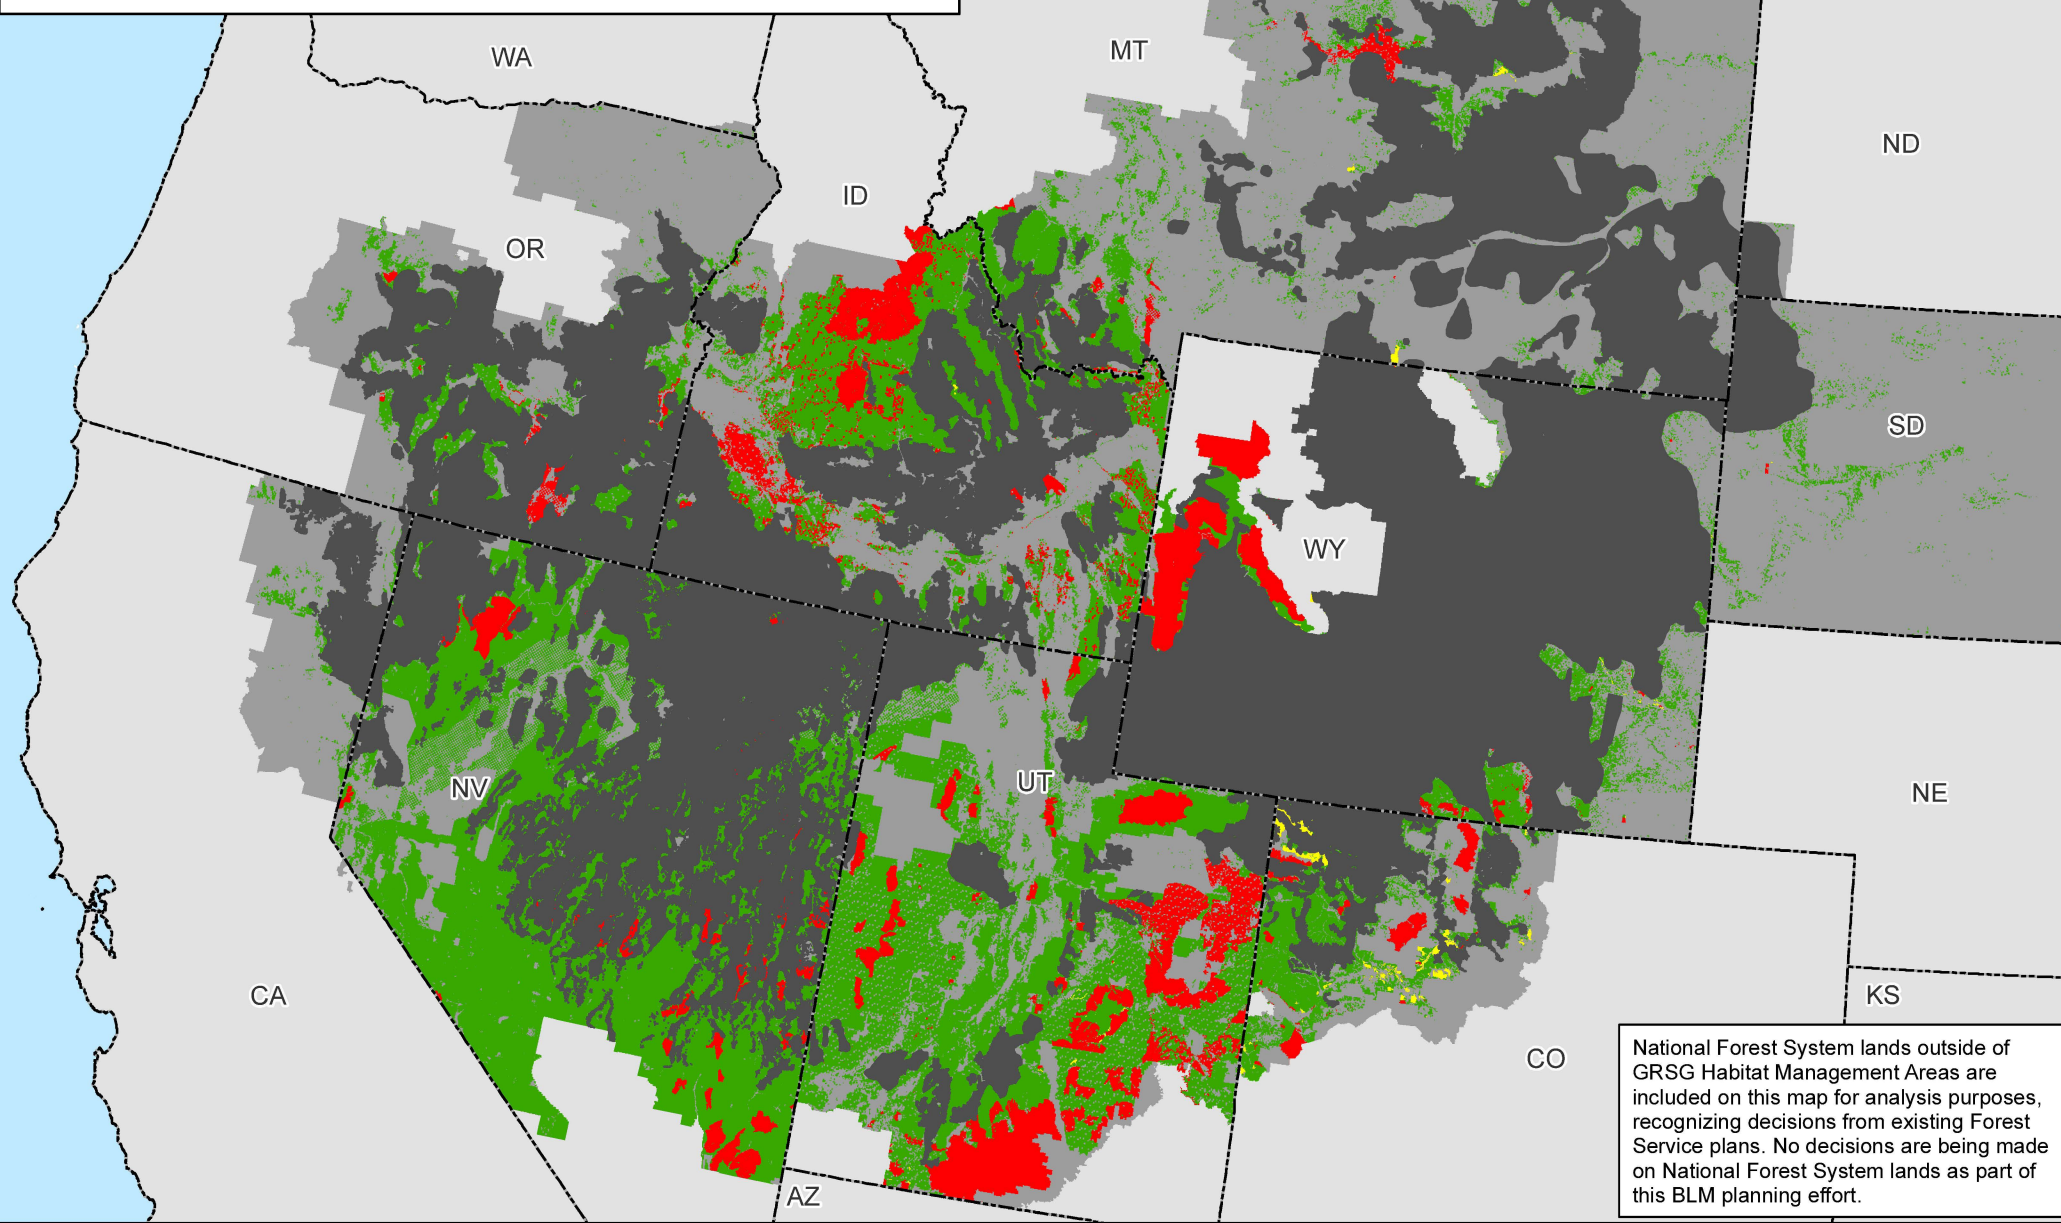 WA
MT
ND
ID
OR
SD
WY
UT
NV
NE
CA
KS
CO
AZ
National Forest System lands outside of
GRSG Habitat Management Areas are
included on this map for analysis purposes,
recognizing decisions from existing Forest
Service plans. No decisions are being made
on National Forest System lands as part of
this BLM planning effort.